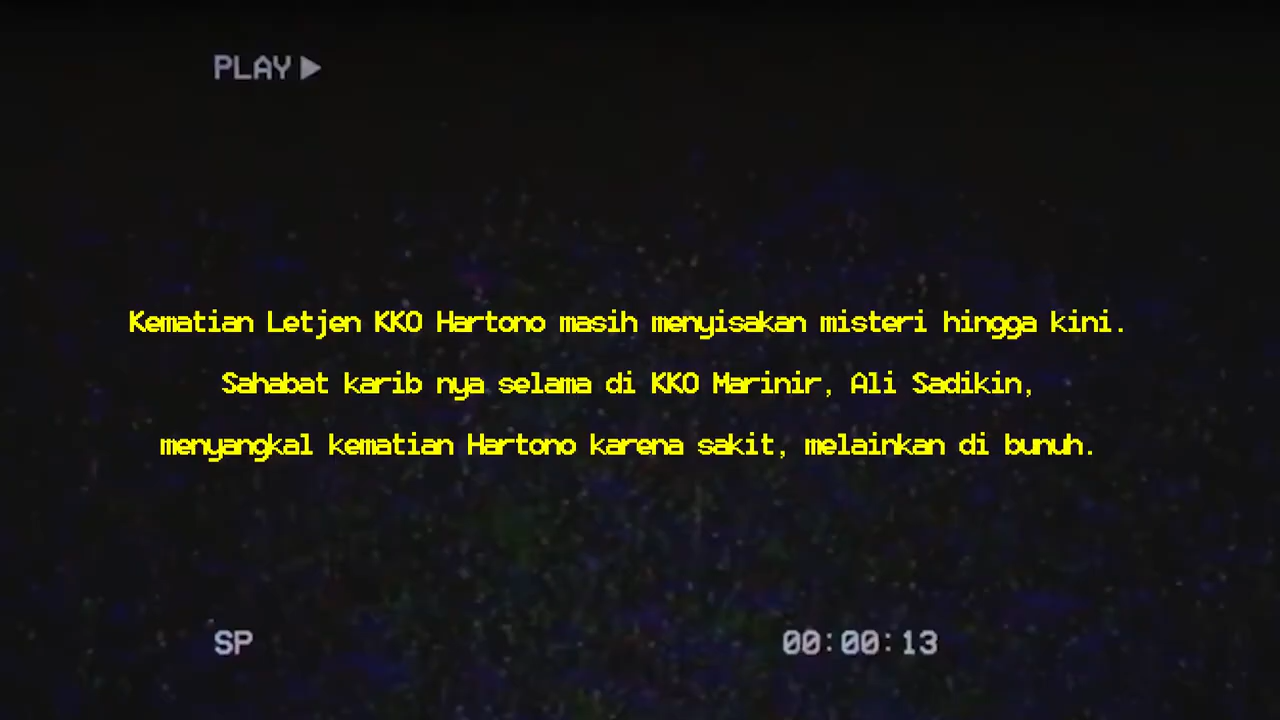 PLAY ▶
Kematian Letjen KKO Hartono masih menyisakan misteri hingga kini.
Sahabat karib nya selama di KKO Marinir, Ali Sadikin,
menyangkal kematian Hartono karena sakit, melainkan di bunuh.
SP 00:00:13